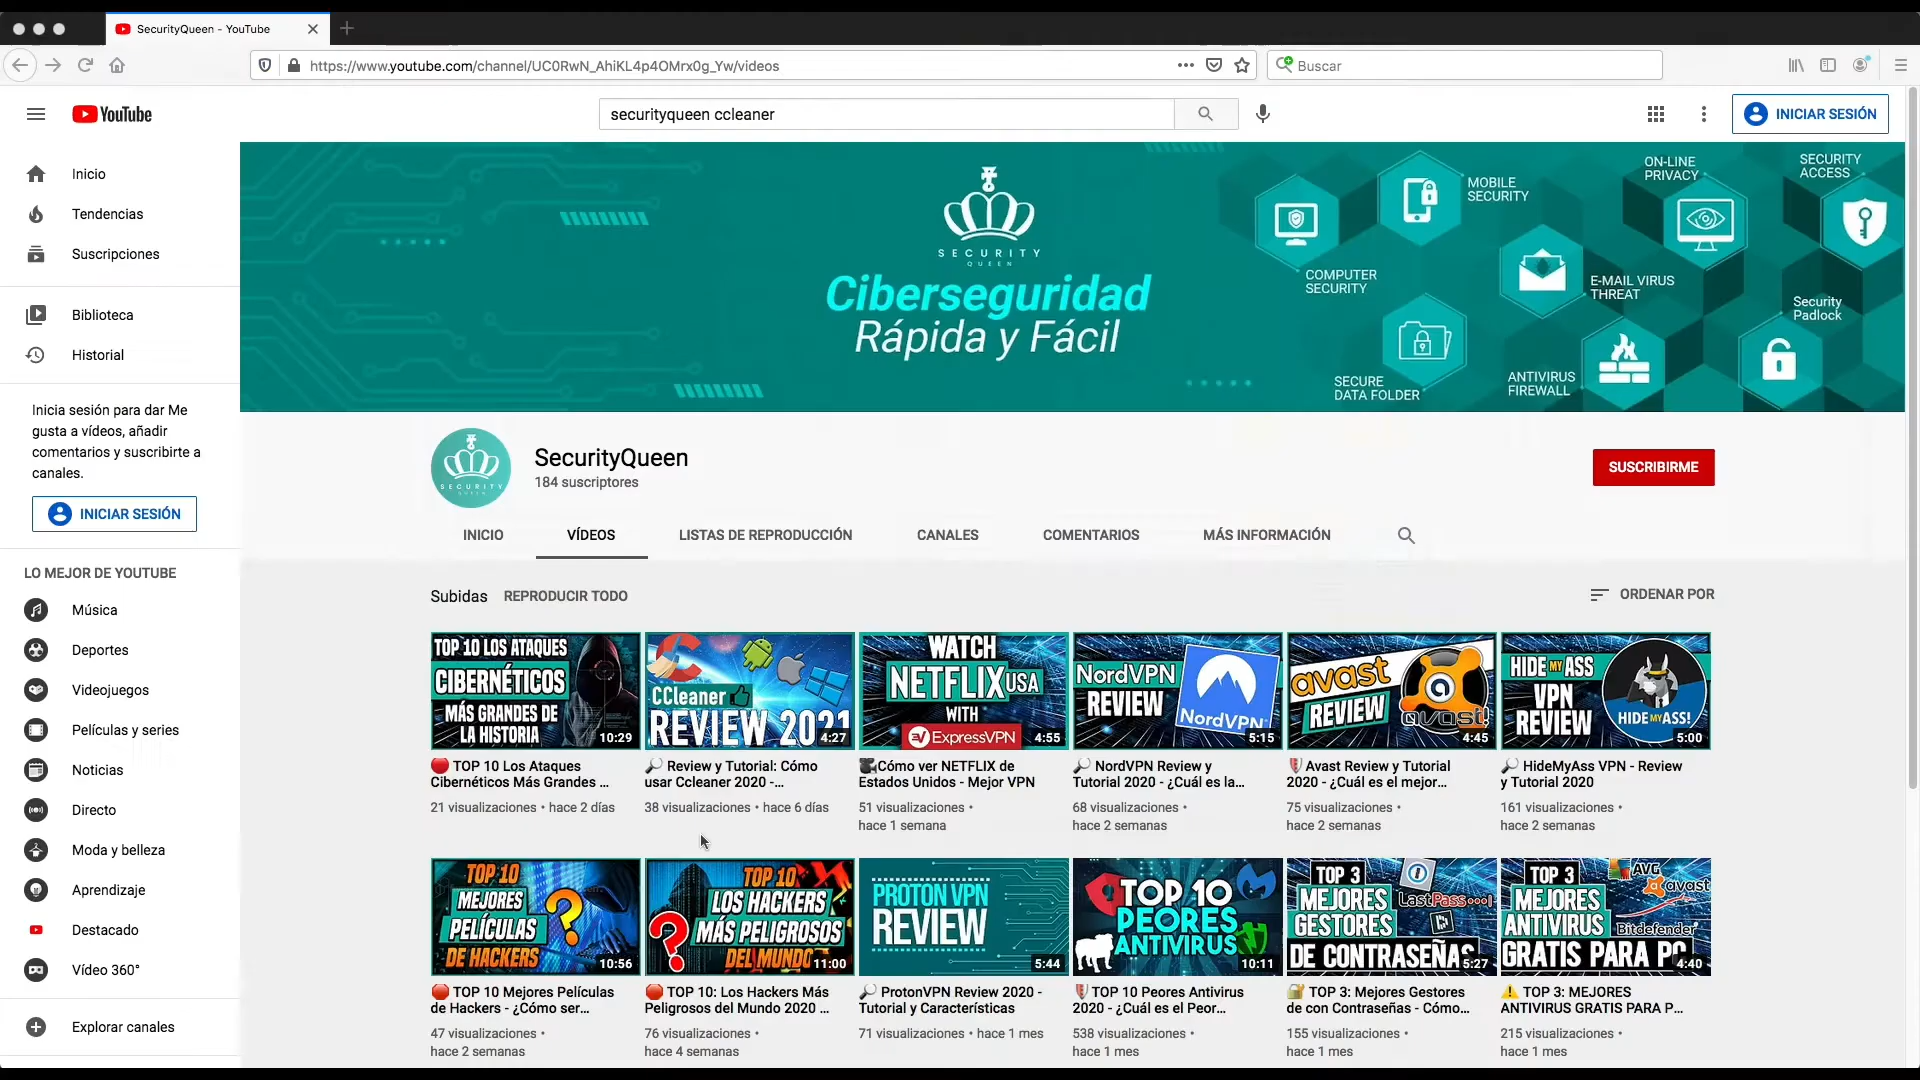 SecurityQueen - YouTube
https://www.youtube.com/channel/UC0RwN_AhiKL4p4OMrx0g_Yw/videos
Buscar
YouTube
securityqueen ccleaner
INICIAR SESIÓN
Inicio
Tendencias
Suscripciones
Biblioteca
Historial
Inicia sesión para dar Me
gusta a vídeos, añadir
comentarios y suscribirte a
canales.
INICIAR SESIÓN
LO MEJOR DE YOUTUBE
Música
Deportes
Videojuegos
Películas y series
Noticias
Directo
Moda y belleza
Aprendizaje
Destacado
Vídeo 360°
Explorar canales
SECURITY
QUEEN
Ciberseguridad
Rápida y Fácil
COMPUTER
SECURITY
MOBILE
SECURITY
ON-LINE
PRIVACY
SECURITY
ACCESS
E-MAIL VIRUS
THREAT
Security
Padlock
SECURE
DATA FOLDER
ANTIVIRUS
FIREWALL
SECURITY
QUEEN
SecurityQueen
184 suscriptores
SUSCRIBIRME
INICIO
VÍDEOS
LISTAS DE REPRODUCCIÓN
CANALES
COMENTARIOS
MÁS INFORMACIÓN
Subidas
REPRODUCIR TODO
ORDENAR POR
TOP 10 LOS ATAQUES
CIBERNÉTICOS
MÁS GRANDES DE
LA HISTORIA
10:29
🛑 TOP 10 Los Ataques
Cibernéticos Más Grandes ...
21 visualizaciones • hace 2 días
CCleaner
REVIEW 2021
4:27
🔎 Review y Tutorial: Cómo
usar Ccleaner 2020 -...
38 visualizaciones • hace 6 días
WATCH
NETFLIX USA
WITH
ExpressVPN
4:55
🎥Cómo ver NETFLIX de
Estados Unidos - Mejor VPN
51 visualizaciones •
hace 1 semana
NordVPN
REVIEW
NordVPN
5:15
🔎 NordVPN Review y
Tutorial 2020 - ¿Cuál es la...
68 visualizaciones •
hace 2 semanas
avast
REVIEW
avast!
4:45
🛡️Avast Review y Tutorial
2020 - ¿Cuál es el mejor...
75 visualizaciones •
hace 2 semanas
HIDE MY ASS
VPN
REVIEW
HIDE MY ASS!
5:00
🔎 HideMyAss VPN - Review
y Tutorial 2020
161 visualizaciones •
hace 2 semanas
TOP 10
MEJORES
PELÍCULAS
DE HACKERS
?
10:56
🛑 TOP 10 Mejores Películas
de Hackers - ¿Cómo ser...
47 visualizaciones •
hace 2 semanas
TOP 10
LOS HACKERS
MÁS PELIGROSOS
DEL MUNDO
?
11:00
🛑 TOP 10: Los Hackers Más
Peligrosos del Mundo 2020 ...
76 visualizaciones •
hace 4 semanas
PROTON VPN
REVIEW
5:44
🔎 ProtonVPN Review 2020 -
Tutorial y Características
71 visualizaciones • hace 1 mes
TOP 10
PEORES
ANTIVIRUS
10:11
🛡️TOP 10 Peores Antivirus
2020 - ¿Cuál es el Peor...
538 visualizaciones •
hace 1 mes
TOP 3
MEJORES
GESTORES
DE CONTRASEÑAS
LastPass
5:27
🔐 TOP 3: Mejores Gestores
de con Contraseñas - Cómo...
155 visualizaciones •
hace 1 mes
TOP 3
MEJORES
ANTIVIRUS
GRATIS PARA PC
AVG
avast
Bitdefender
4:40
⚠️ TOP 3: MEJORES
ANTIVIRUS GRATIS PARA P...
215 visualizaciones •
hace 1 mes